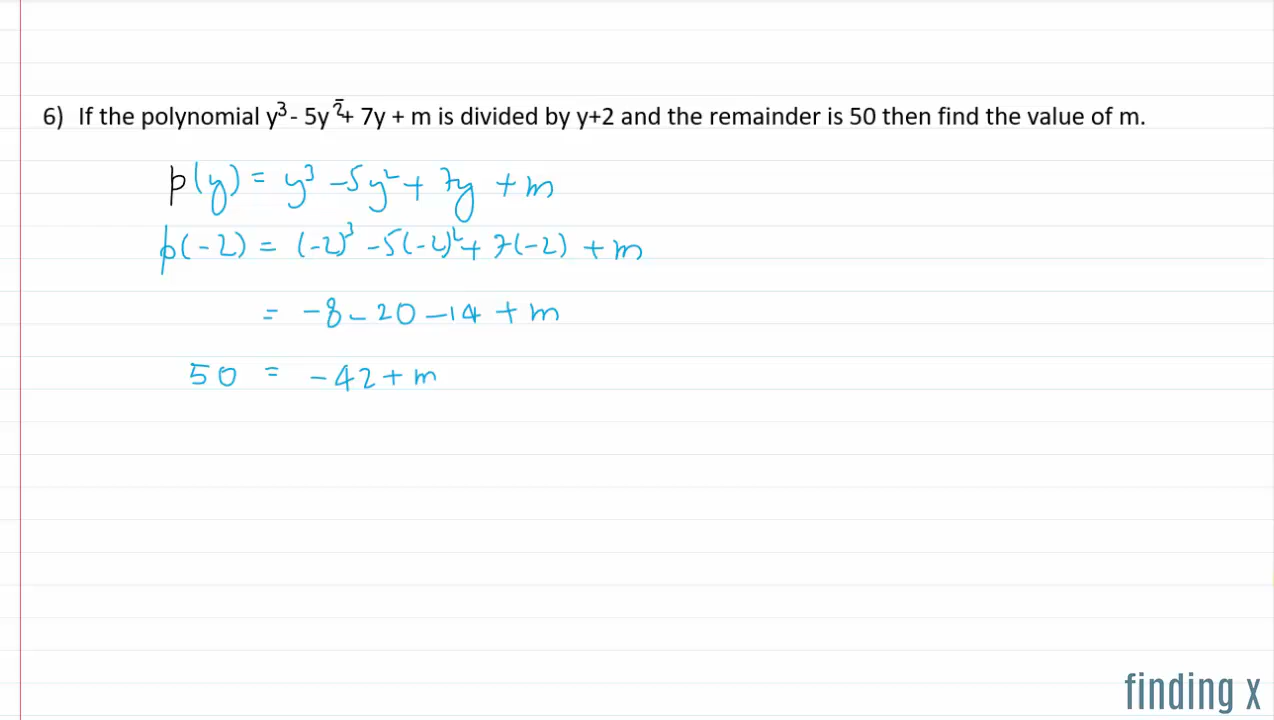 6) If the polynomial y³ - 5y² + 7y + m is divided by y+2 and the remainder is 50 then find the value of m.
p(y) = y³ - 5y² + 7y + m
p(-2) = (-2)³ - 5(-2)² + 7(-2) + m
= -8 - 20 - 14 + m
50 = -42 + m
finding x